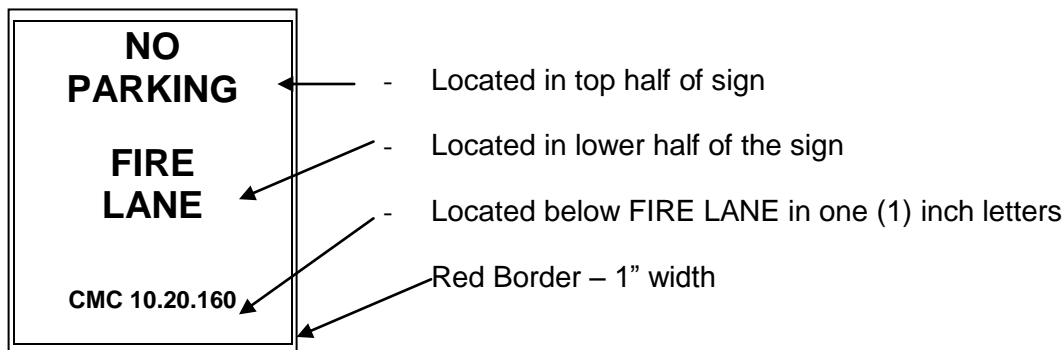 NO
PARKING
- Located in top half of sign
FIRE
LANE
- Located in lower half of the sign
- Located below FIRE LANE in one (1) inch letters
CMC 10.20.160
Red Border – 1” width